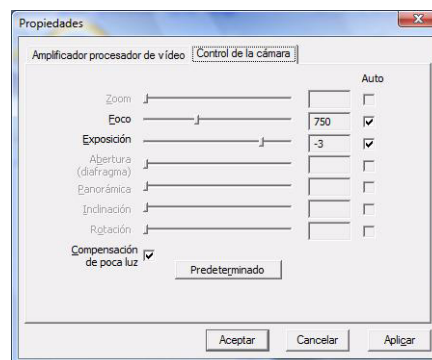 Propiedades
Amplificador procesador de vídeo
Control de la cámara
Auto
Zoom
Foco 750
Exposición -3
Abertura
(diafragma)
Panorámica
Inclinación
Rotación
Compensación
de poca luz
Predeterminado
Aceptar Cancelar Aplicar